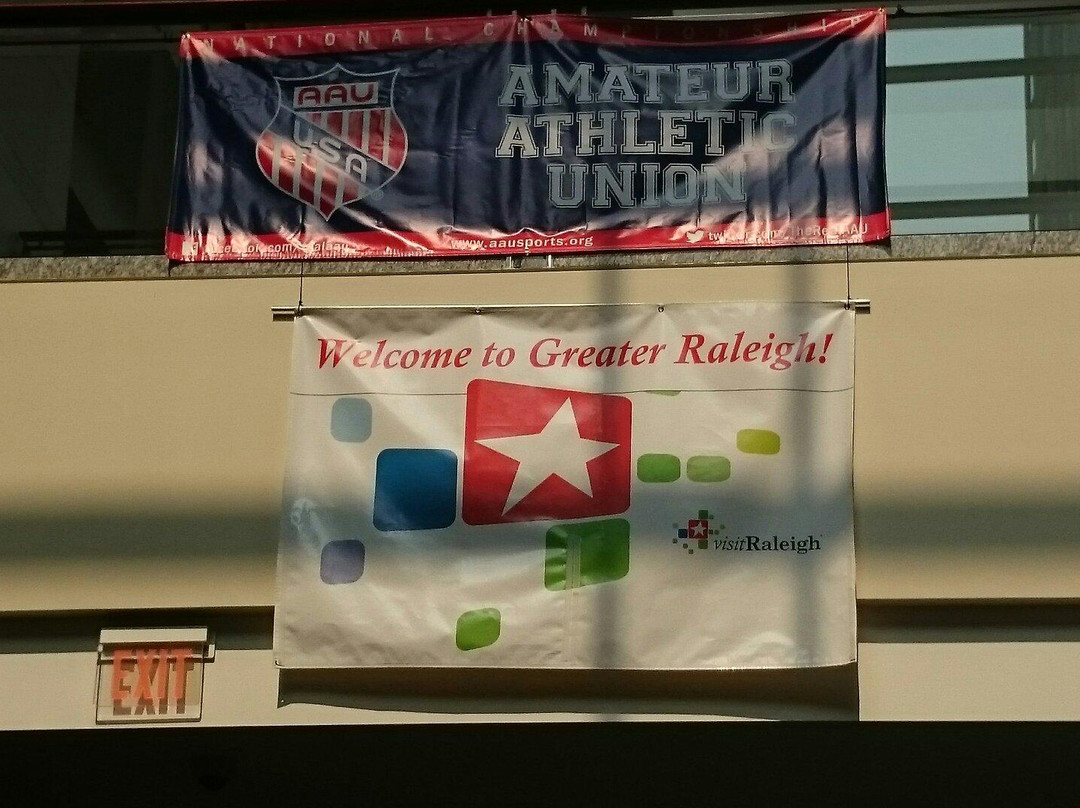 NATIONAL CHAMPIONSHIP
AAU
USA
AMATEUR
ATHLETIC
UNION
www.aausports.org
Welcome to Greater Raleigh!
visitRaleigh
EXIT